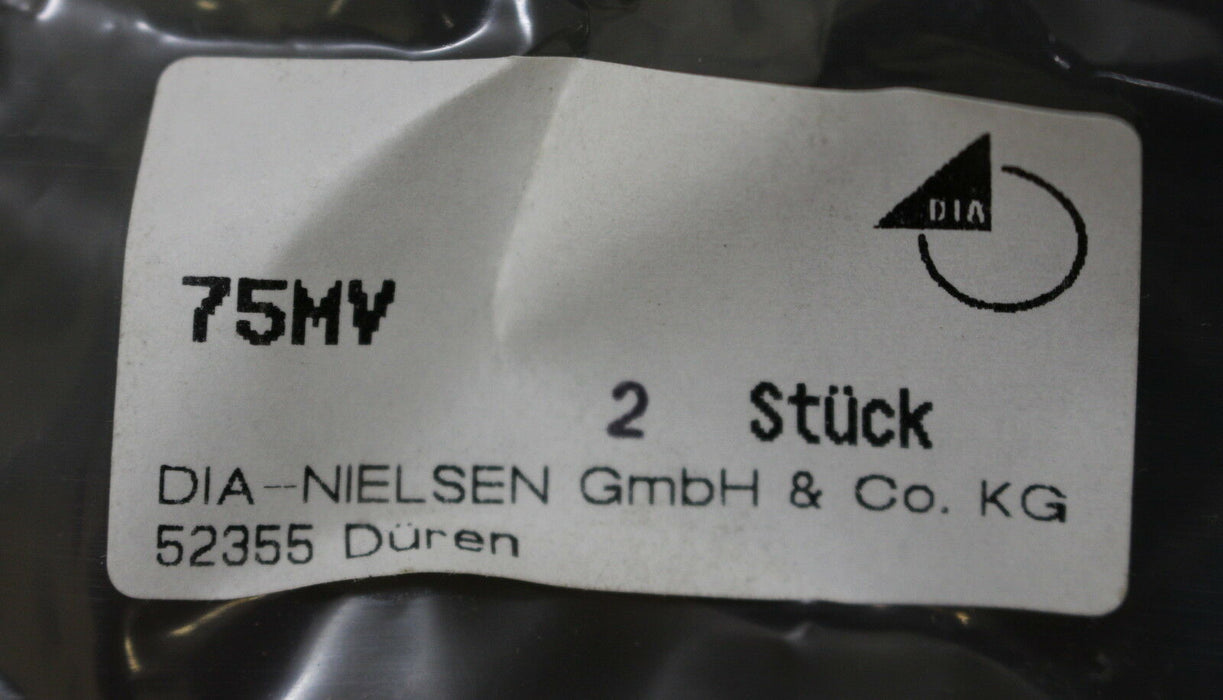 DIA
75MV
2 Stück
DIA--NIELSEN GmbH & Co. KG
52355 Düren